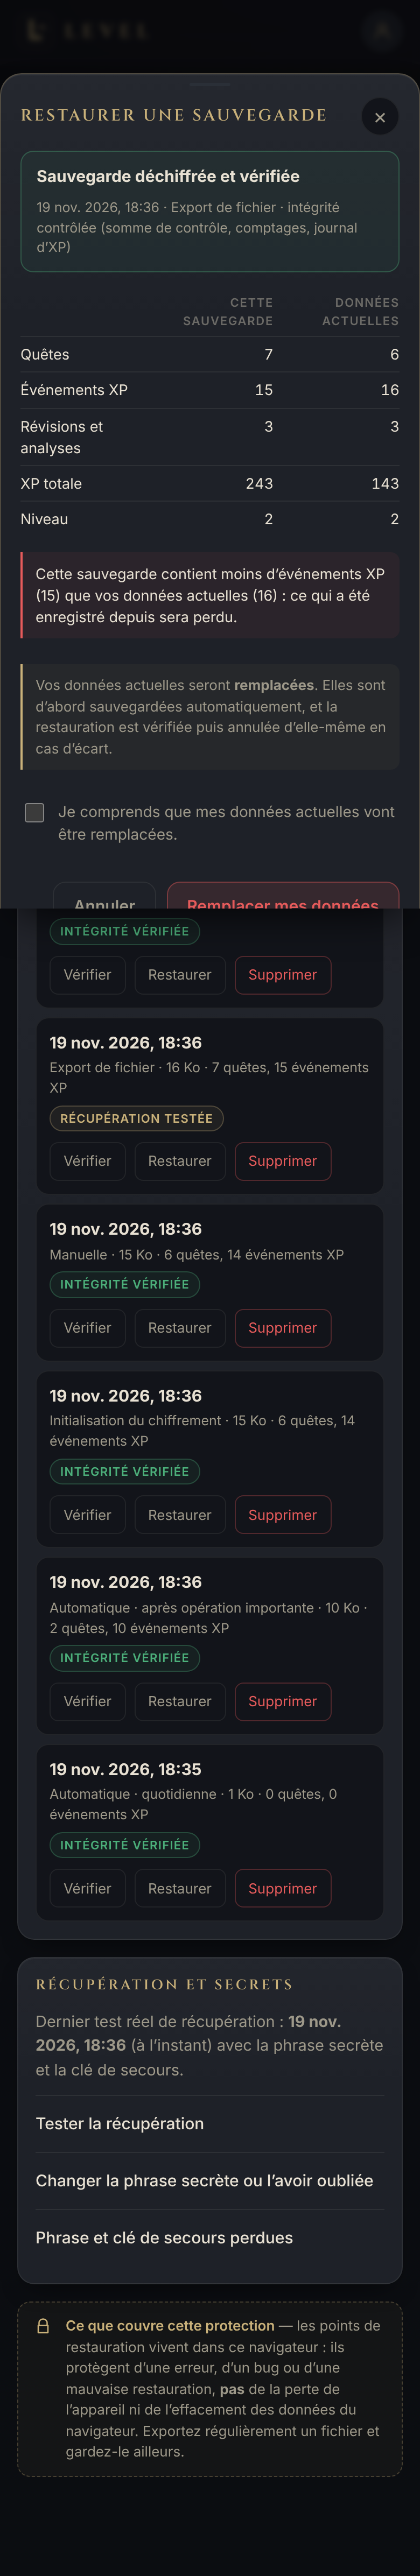 LEVEL
RESTAURER UNE SAUVEGARDE
×
Sauvegarde déchiffrée et vérifiée
19 nov. 2026, 18:36 · Export de fichier · intégrité
contrôlée (somme de contrôle, comptages, journal
d’XP)
CETTE SAUVEGARDE
DONNÉES ACTUELLES
Quêtes 7 6
Événements XP 15 16
Révisions et analyses 3 3
XP totale 243 143
Niveau 2 2
Cette sauvegarde contient moins d’événements XP
(15) que vos données actuelles (16) : ce qui a été
enregistré depuis sera perdu.
Vos données actuelles seront remplacées. Elles sont
d’abord sauvegardées automatiquement, et la
restauration est vérifiée puis annulée d’elle-même en
cas d’écart.
Je comprends que mes données actuelles vont
être remplacées.
Annuler Remplacer mes données
INTÉGRITÉ VÉRIFIÉE
Vérifier Restaurer Supprimer
19 nov. 2026, 18:36
Export de fichier · 16 Ko · 7 quêtes, 15 événements
XP
RÉCUPÉRATION TESTÉE
Vérifier Restaurer Supprimer
19 nov. 2026, 18:36
Manuelle · 15 Ko · 6 quêtes, 14 événements XP
INTÉGRITÉ VÉRIFIÉE
Vérifier Restaurer Supprimer
19 nov. 2026, 18:36
Initialisation du chiffrement · 15 Ko · 6 quêtes, 14
événements XP
INTÉGRITÉ VÉRIFIÉE
Vérifier Restaurer Supprimer
19 nov. 2026, 18:36
Automatique · après opération importante · 10 Ko ·
2 quêtes, 10 événements XP
INTÉGRITÉ VÉRIFIÉE
Vérifier Restaurer Supprimer
19 nov. 2026, 18:35
Automatique · quotidienne · 1 Ko · 0 quêtes, 0
événements XP
INTÉGRITÉ VÉRIFIÉE
Vérifier Restaurer Supprimer
RÉCUPÉRATION ET SECRETS
Dernier test réel de récupération : 19 nov.
2026, 18:36 (à l’instant) avec la phrase secrète
et la clé de secours.
Tester la récupération
Changer la phrase secrète ou l’avoir oubliée
Phrase et clé de secours perdues
Ce que couvre cette protection — les points de
restauration vivent dans ce navigateur : ils
protègent d’une erreur, d’un bug ou d’une
mauvaise restauration, pas de la perte de
l’appareil ni de l’effacement des données du
navigateur. Exportez régulièrement un fichier et
gardez-le ailleurs.